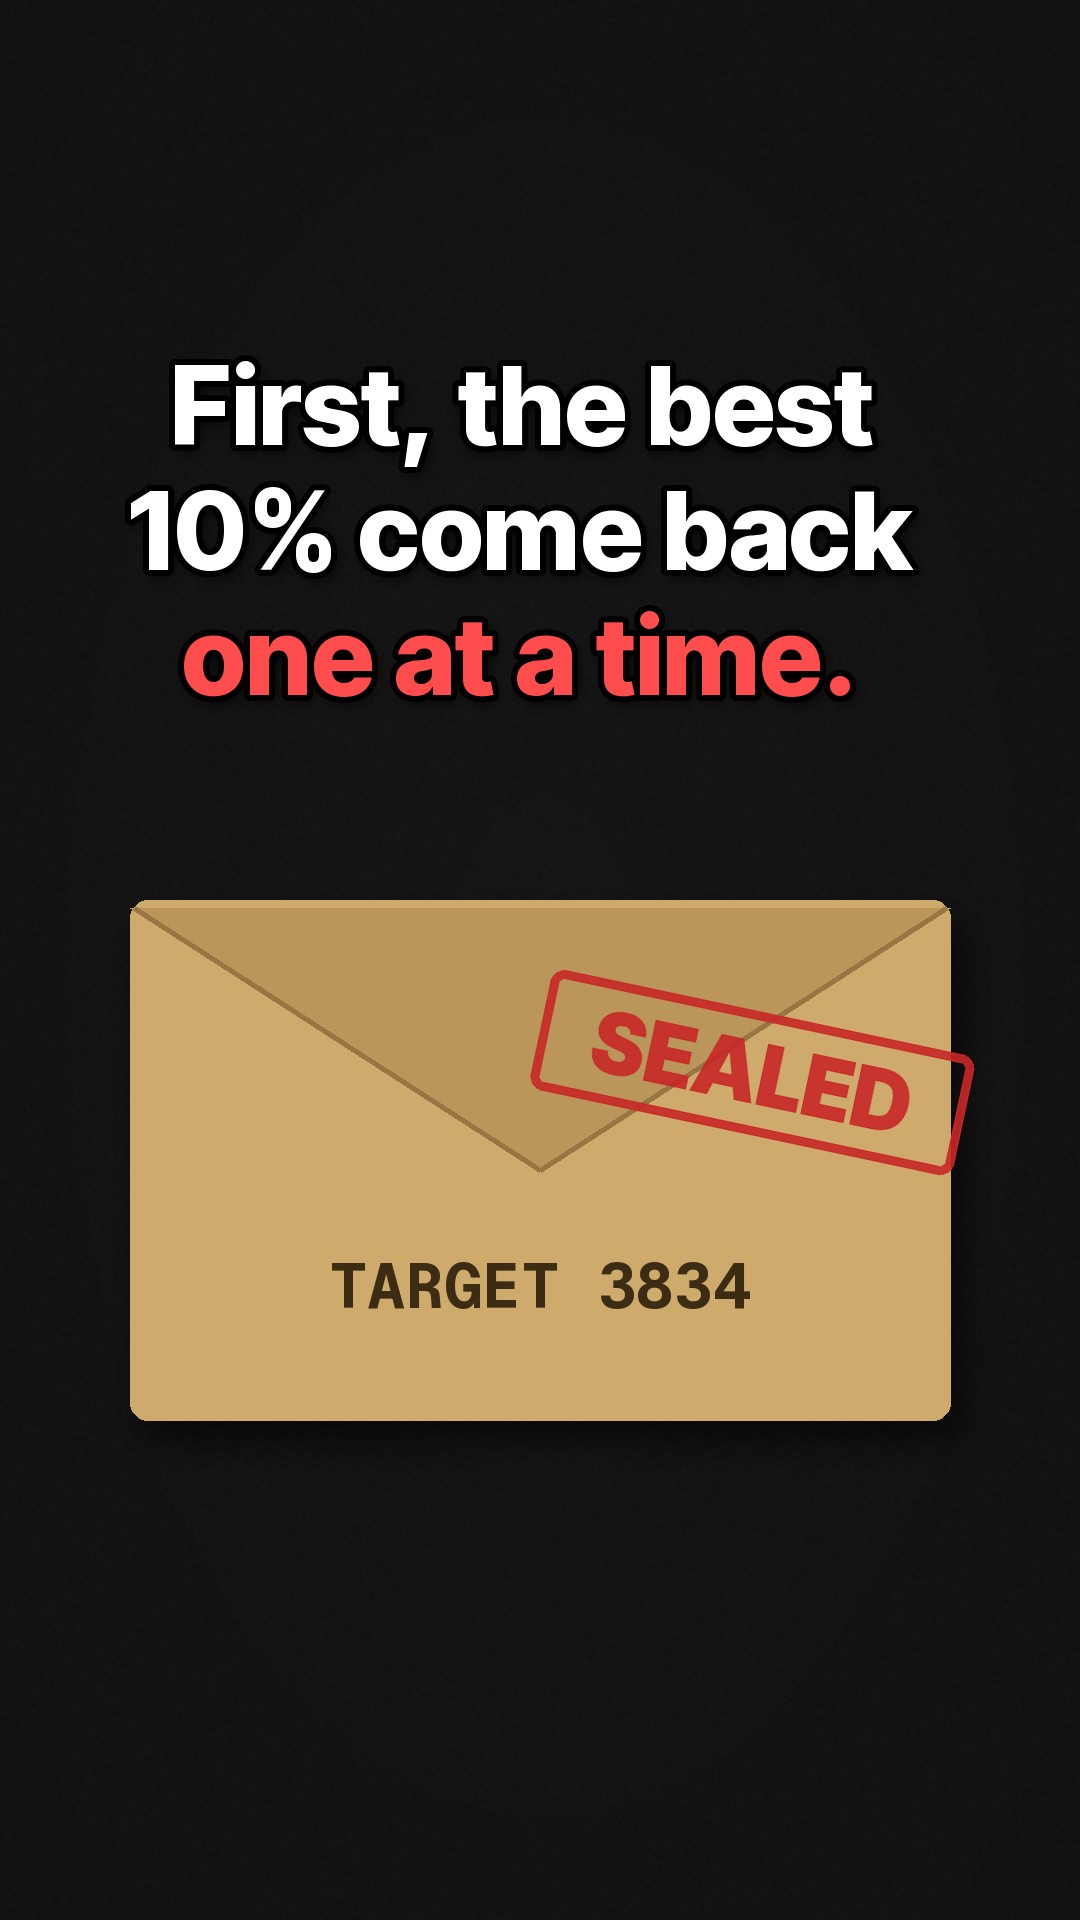 First, the best
10% come back
one at a time.
SEALED
TARGET 3834